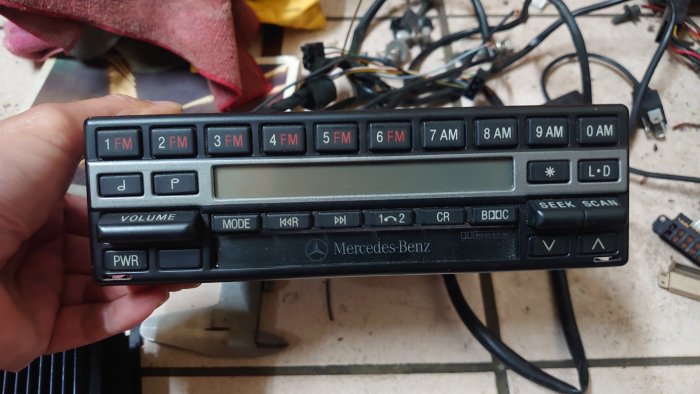 1 FM 2 FM 3 FM 4 FM 5 FM 6 FM 7 AM 8 AM 9 AM 0 AM
P * L•D
VOLUME MODE ◁◁R ▷▷| 1 2 CR B C SEEK SCAN
Mercedes-Benz
PWR